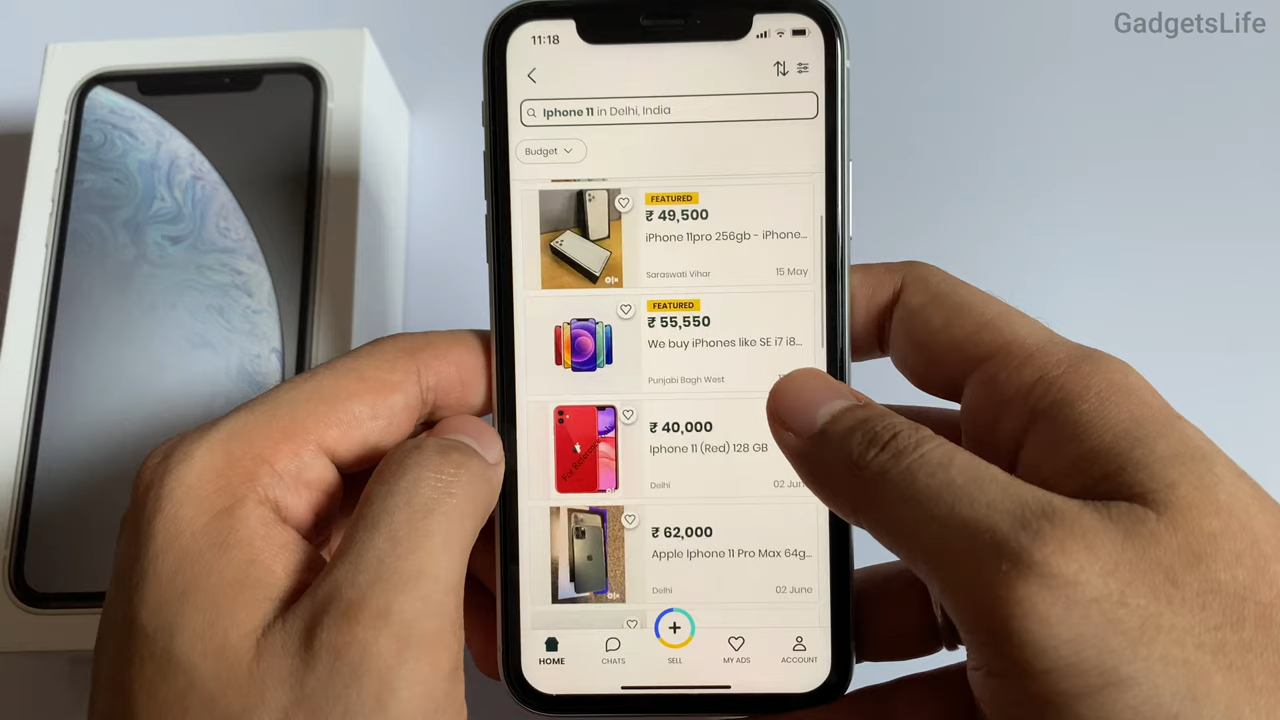 GadgetsLife
11:18
Iphone 11 in Delhi, India
Budget
FEATURED
₹ 49,500
iPhone 11pro 256gb - iPhone...
Saraswati Vihar
15 May
olx
FEATURED
₹ 55,550
We buy iPhones like SE i7 i8...
Punjabi Bagh West
₹ 40,000
Iphone 11 (Red) 128 GB
Delhi
02 Jun
₹ 62,000
Apple Iphone 11 Pro Max 64g...
Delhi
02 June
olx
HOME
CHATS
SELL
MY ADS
ACCOUNT